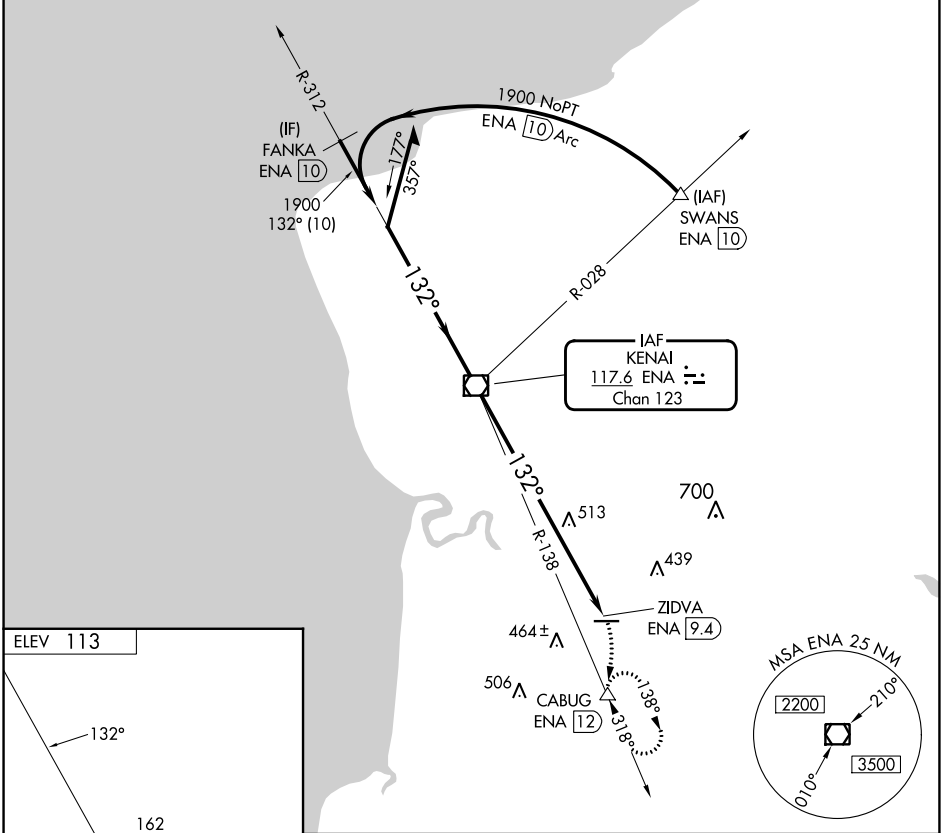 R-312
1900 NoPT
ENA 10 Arc
(IF)
FANKA
ENA 10
177°
357°
1900
132° (10)
(IAF)
SWANS
ENA 10
132°
R-028
IAF
KENAI
117.6 ENA
Chan 123
132°
R-138
513
700
439
ZIDVA
ENA 9.4
464±
506
CABUG
ENA 12
138°
318°
ELEV 113
132°
162
MSA ENA 25 NM
2200
210°
3500
010°